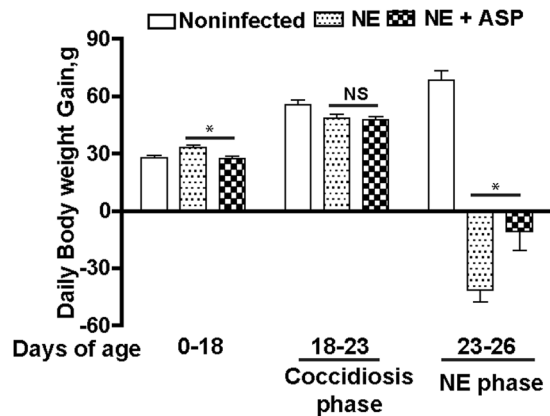 Noninfected NE NE + ASP
Daily Body weight Gain,g
90
60
30
0
-30
-60
*
NS
*
Days of age 0-18 18-23 23-26
Coccidiosis phase
NE phase